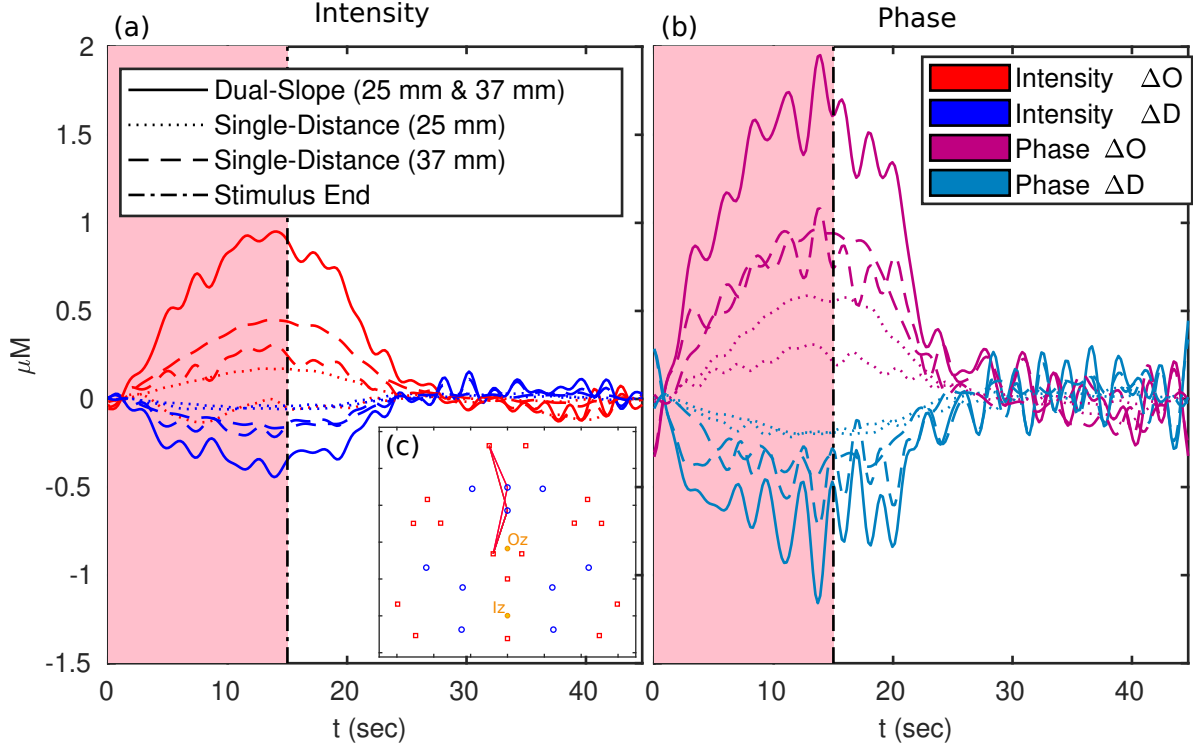 Intensity
Phase
(a)
(b)
2
1.5
1
0.5
0
-0.5
-1
-1.5
μM
Dual-Slope (25 mm & 37 mm)
Single-Distance (25 mm)
Single-Distance (37 mm)
Stimulus End
Intensity ΔO
Intensity ΔD
Phase ΔO
Phase ΔD
(c)
Oz
Iz
0 10 20 30 40
0 10 20 30 40
t (sec)
t (sec)